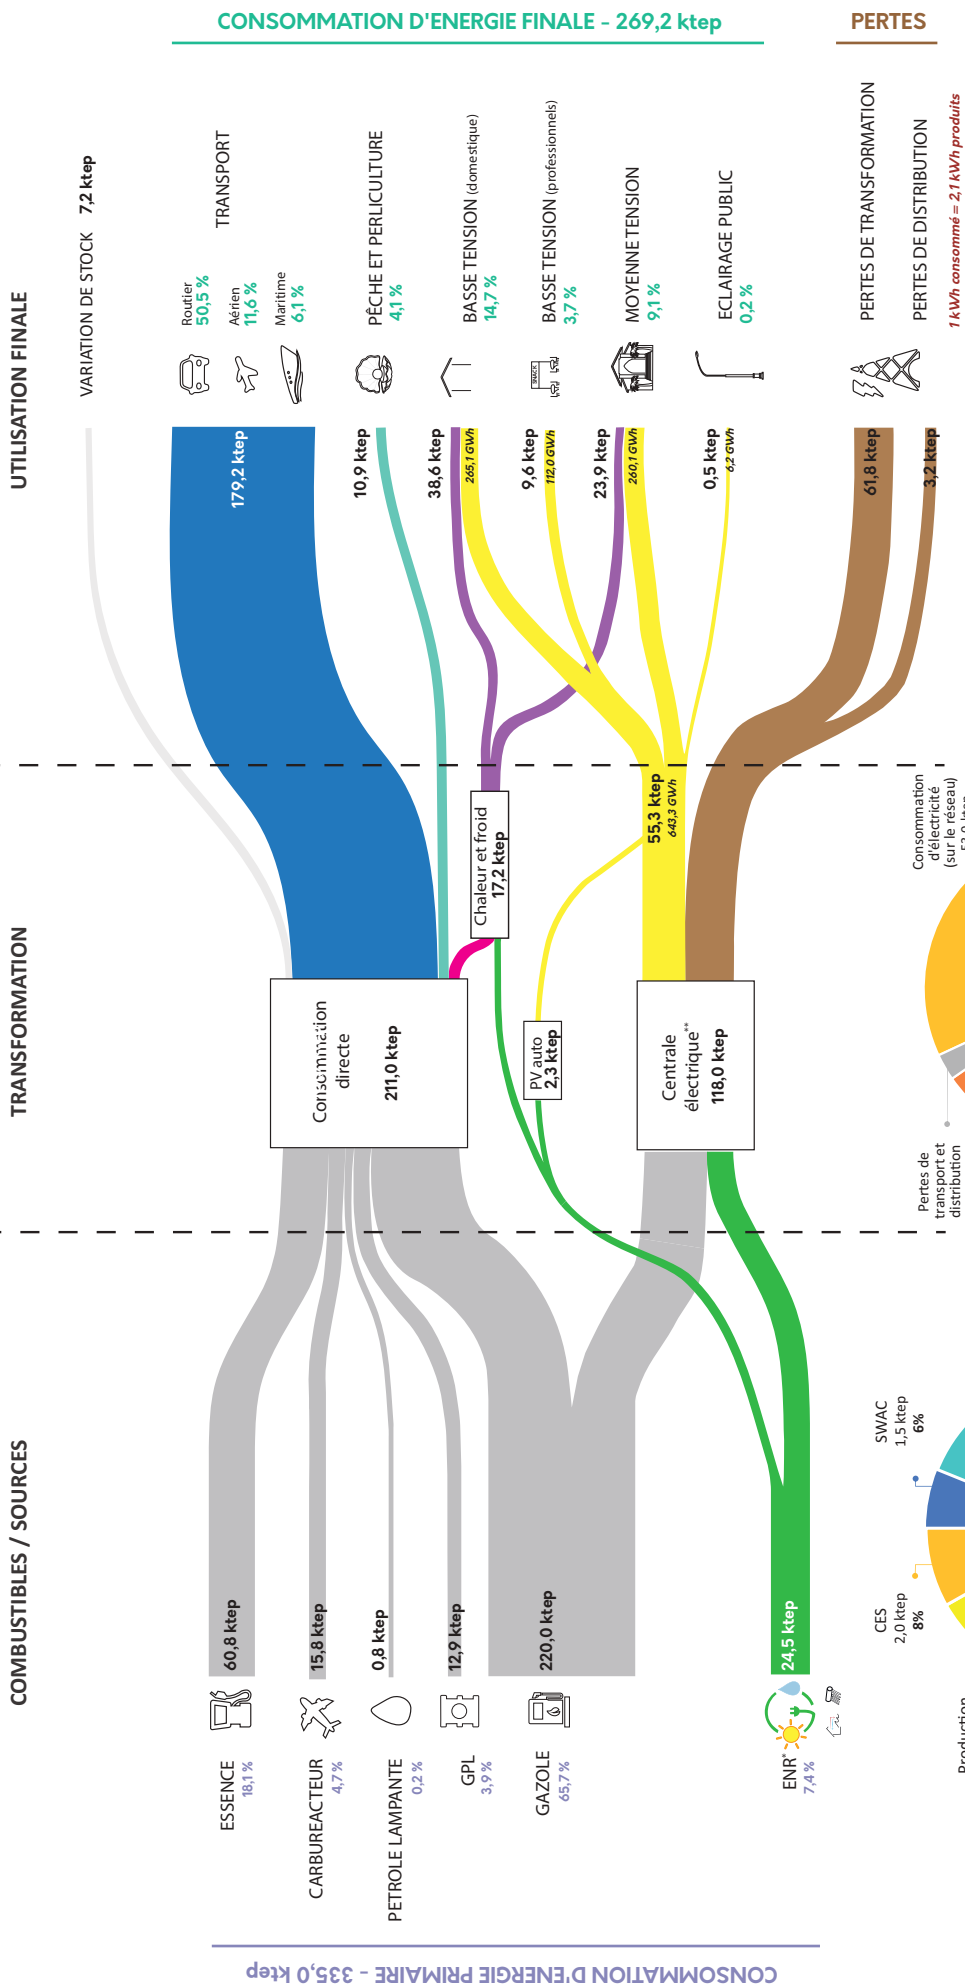 CONSOMMATION D'ENERGIE PRIMAIRE - 335,0 ktep
COMBUSTIBLES / SOURCES
TRANSFORMATION
UTILISATION FINALE
CONSOMMATION D'ENERGIE FINALE - 269,2 ktep
PERTES
ESSENCE
18,1 %
60,8 ktep
CARBUREACTEUR
4,7 %
15,8 ktep
PETROLE LAMPANTE
0,2 %
0,8 ktep
GPL
3,9 %
12,9 ktep
GAZOLE
65,7 %
220,0 ktep
ENR*
7,4 %
24,5 ktep
Consommation
directe
211,0 ktep
Chaleur et froid
17,2 ktep
PV auto
2,3 ktep
Centrale
électrique**
118,0 ktep
55,3 ktep
643,3 GWh
VARIATION DE STOCK 7,2 ktep
179,2 ktep
Routier
50,5 %
Aérien
11,6 %
Maritime
6,1 %
TRANSPORT
10,9 ktep
PÊCHE ET PERLICULTURE
4,1 %
38,6 ktep
265,1 GWh
BASSE TENSION (domestique)
14,7 %
9,6 ktep
112,0 GWh
SNACK
BASSE TENSION (professionnels)
3,7 %
23,9 ktep
260,1 GWh
MOYENNE TENSION
9,1 %
0,5 ktep
6,2 GWh
ECLAIRAGE PUBLIC
0,2 %
61,8 ktep
PERTES DE TRANSFORMATION
3,2 ktep
PERTES DE DISTRIBUTION
1 kWh consommé = 2,1 kWh produits
Production
CES
2,0 ktep
8%
SWAC
1,5 ktep
6%
Pertes de
transport et
distribution
Consommation
d'électricité
(sur le réseau)